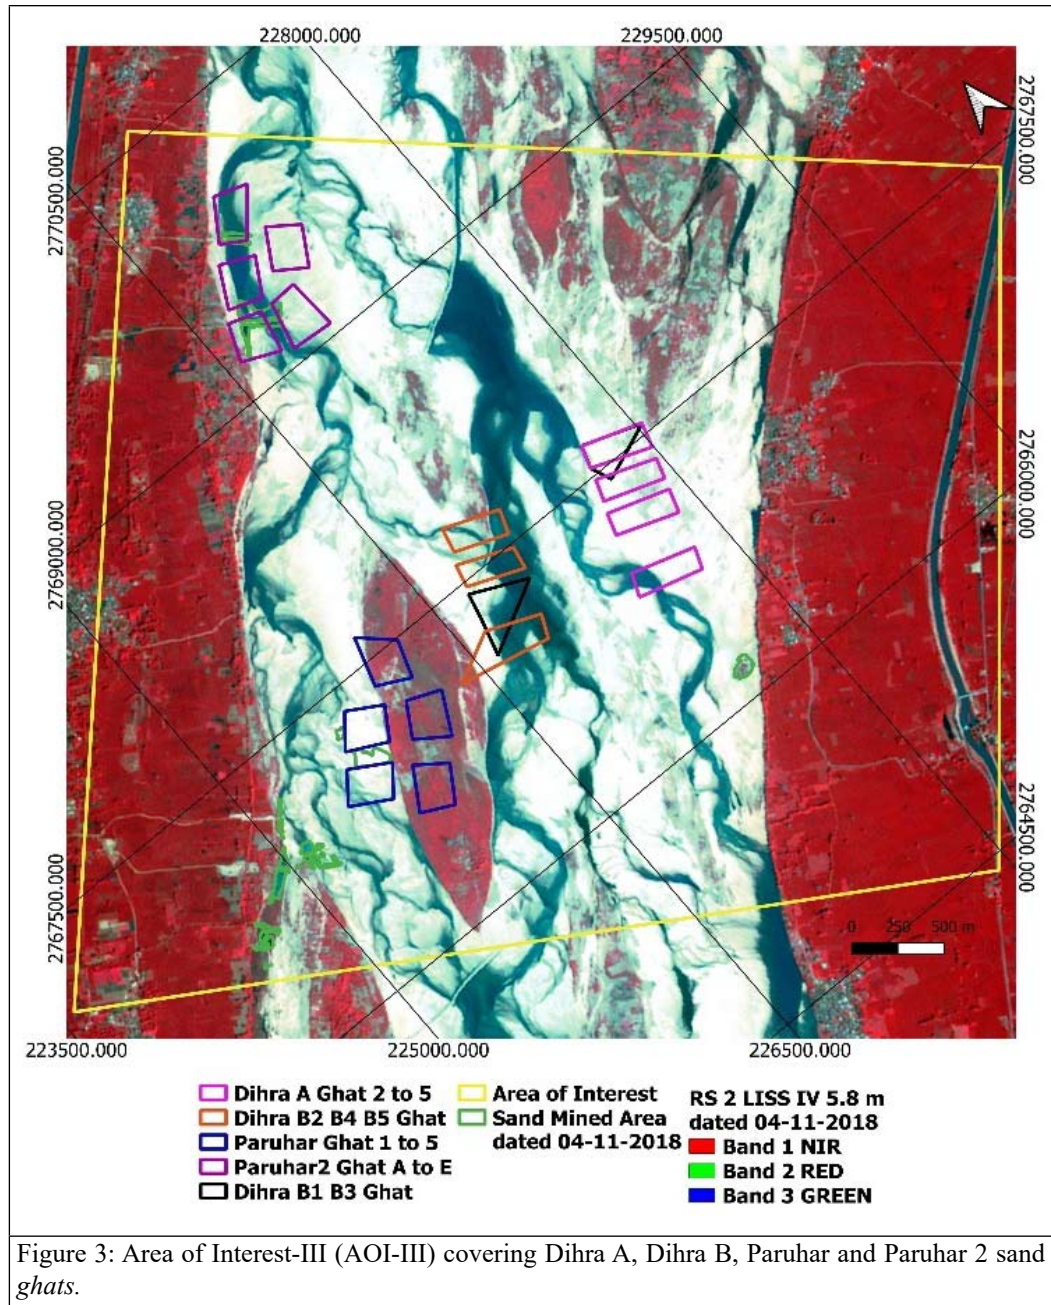 228000.000
229500.000
2767500.000
2770500.000
2766000.000
2769000.000
2764500.000
2767500.000
0 250 500 m
223500.000
225000.000
226500.000
Dihra A Ghat 2 to 5
Dihra B2 B4 B5 Ghat
Paruhar Ghat 1 to 5
Paruhar2 Ghat A to E
Dihra B1 B3 Ghat
Area of Interest
Sand Mined Area
dated 04-11-2018
RS 2 LISS IV 5.8 m
dated 04-11-2018
Band 1 NIR
Band 2 RED
Band 3 GREEN
Figure 3: Area of Interest-III (AOI-III) covering Dihra A, Dihra B, Paruhar and Paruhar 2 sand
ghats.